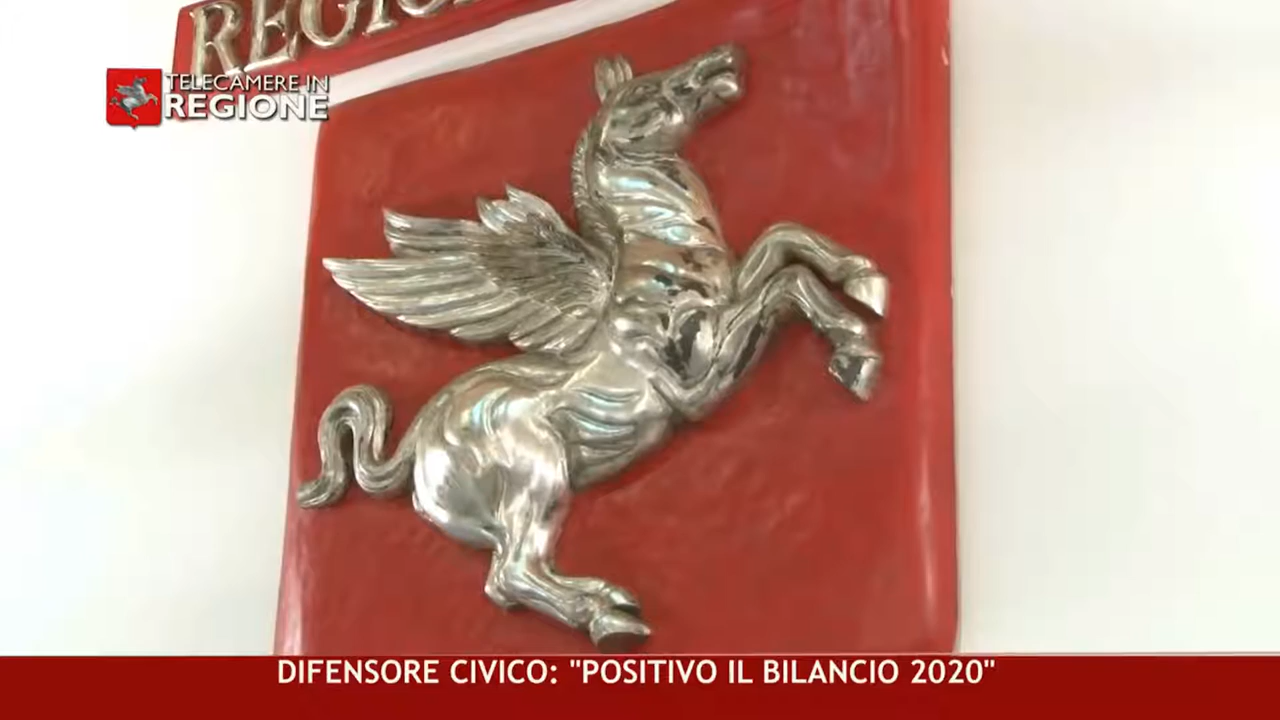 TELECAMERE IN
REGIONE
DIFENSORE CIVICO: "POSITIVO IL BILANCIO 2020"